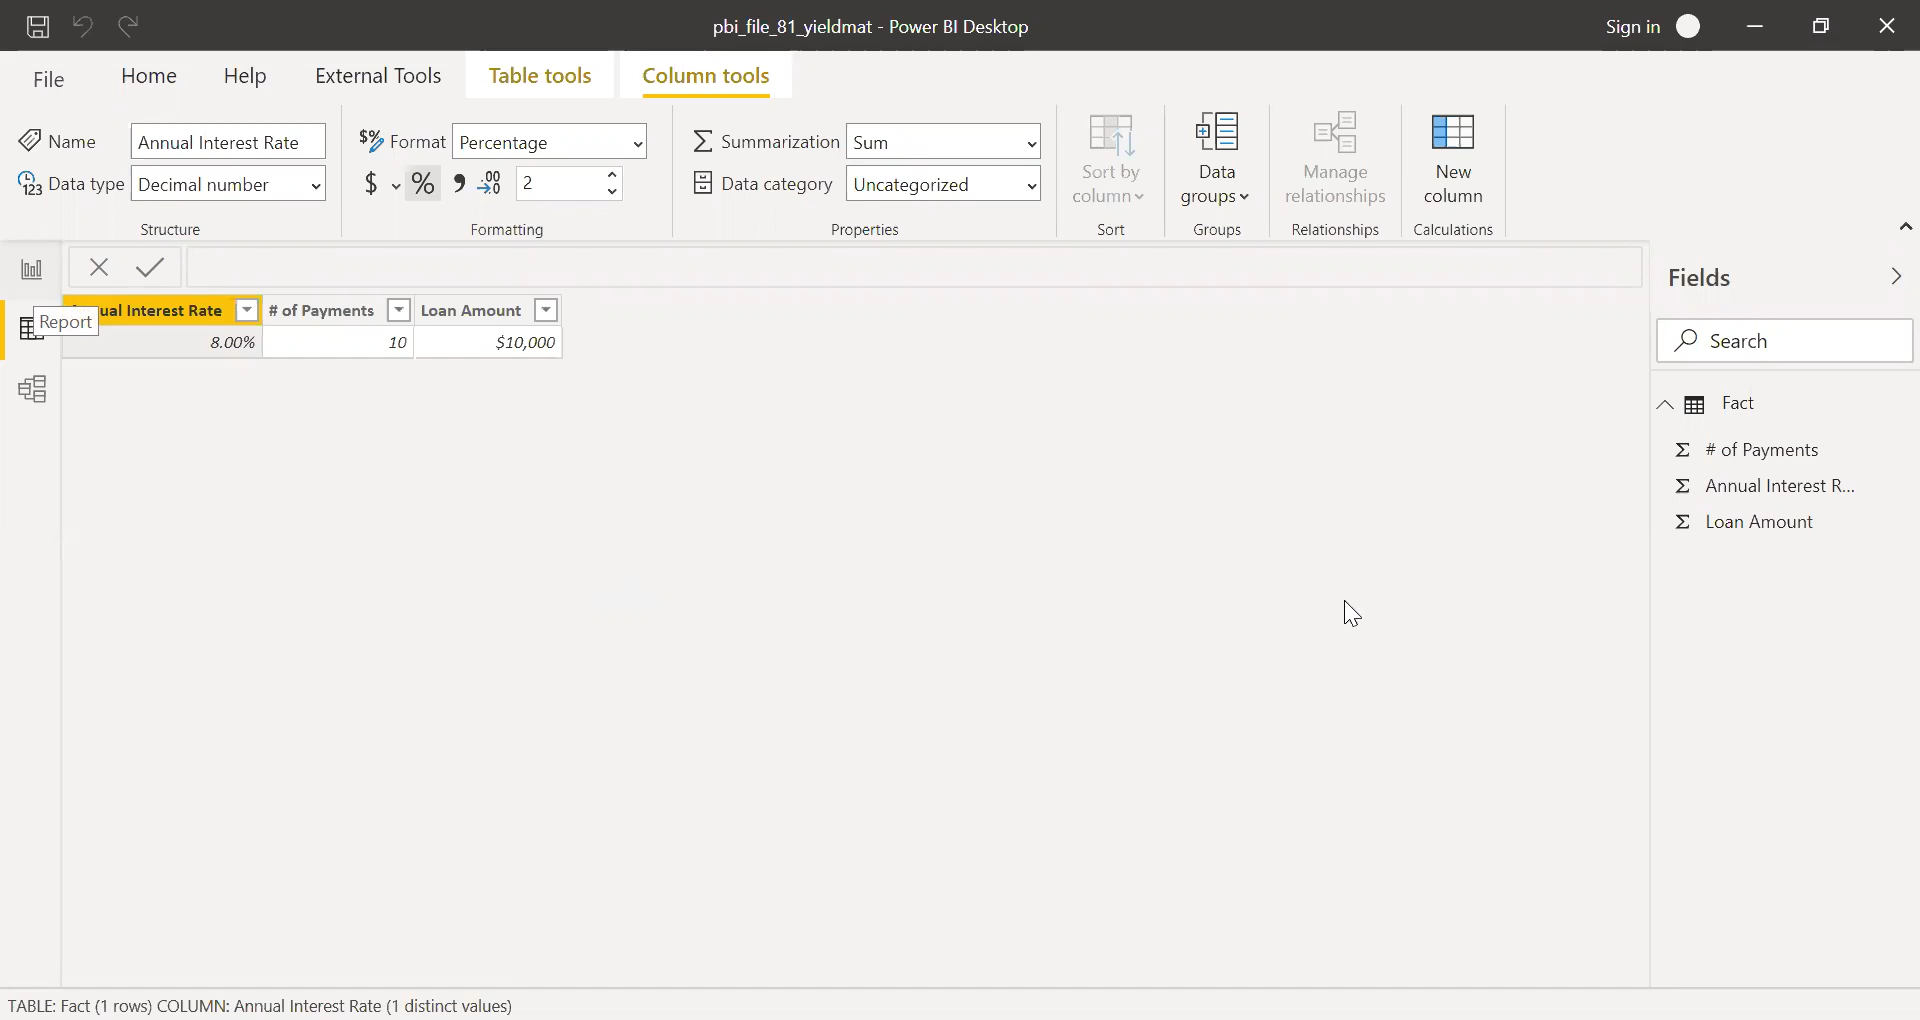 pbi_file_81_yieldmat - Power BI Desktop
Sign in
File Home Help External Tools Table tools Column tools
Name Annual Interest Rate
Data type Decimal number
Structure
$% Format Percentage
$ % 9 .00 2
Formatting
Summarization Sum
Data category Uncategorized
Properties
Sort by
column
Sort
Data
groups
Groups
Manage
relationships
Relationships
New
column
Calculations
Report
ual Interest Rate # of Payments Loan Amount
8.00% 10 $10,000
Fields
Search
Fact
Σ # of Payments
Σ Annual Interest R...
Σ Loan Amount
TABLE: Fact (1 rows) COLUMN: Annual Interest Rate (1 distinct values)